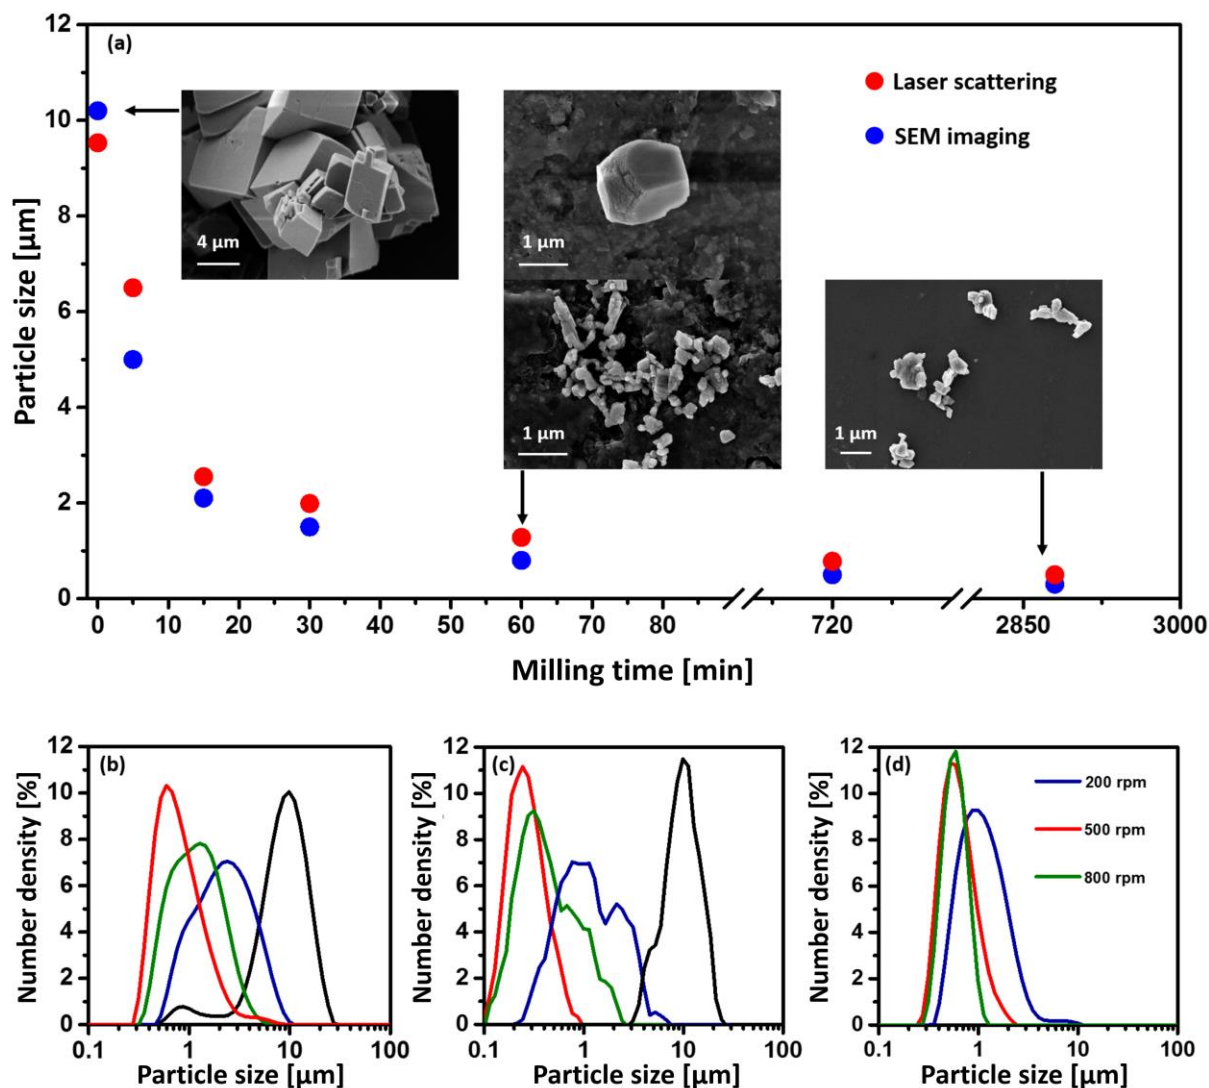 (a)
Laser scattering
SEM imaging
4 µm
1 µm
1 µm
1 µm
Particle size [µm]
12
10
8
6
4
2
0
0 10 20 30 40 50 60 70 80 720 2850 3000
Milling time [min]
(b)
Number density [%]
12
10
8
6
4
2
0
0.1 1 10 100
Particle size [µm]
(c)
Number density [%]
12
10
8
6
4
2
0
0.1 1 10 100
Particle size [µm]
(d)
200 rpm
500 rpm
800 rpm
Number density [%]
12
10
8
6
4
2
0
0.1 1 10 100
Particle size [µm]